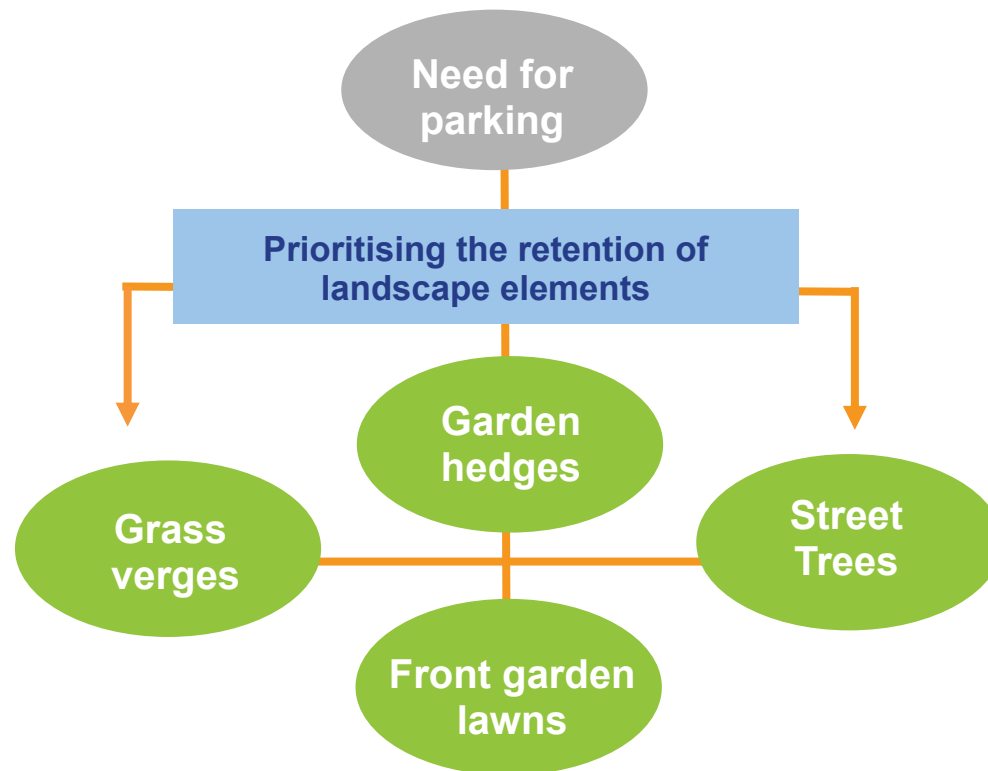 Need for
parking
Prioritising the retention of
landscape elements
Garden
hedges
Grass
verges
Street
Trees
Front garden
lawns